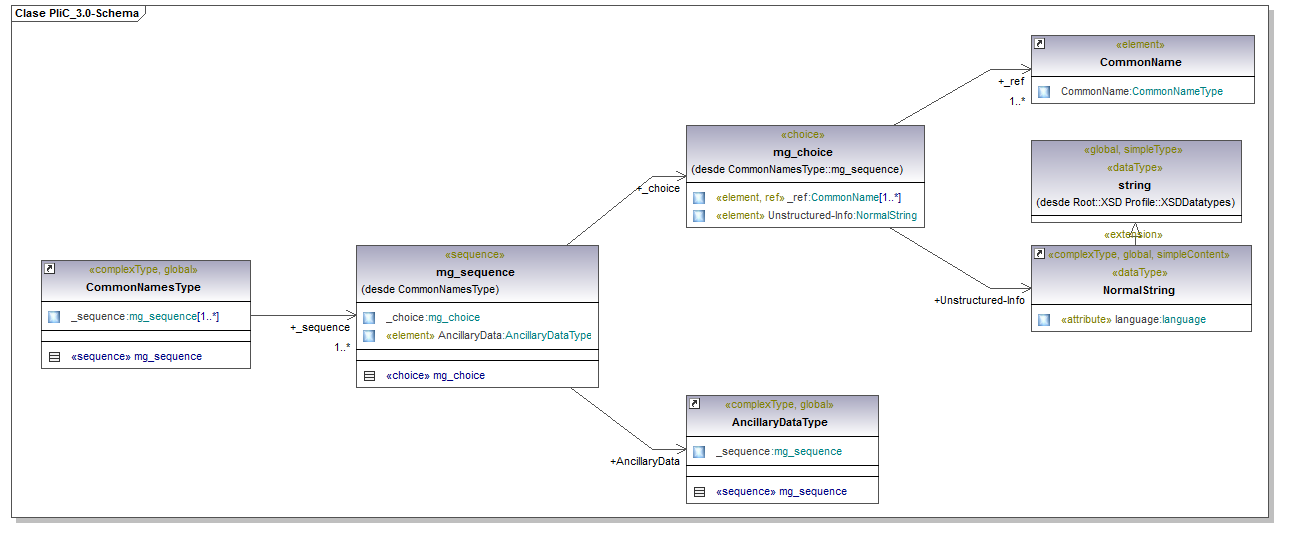 Clase PliC_3.0-Schema
«complexType, global»
CommonNamesType
_sequence:mg_sequence[1..*]
«sequence» mg_sequence
+_sequence
1..*
«sequence»
mg_sequence
(desde CommonNamesType)
_choice:mg_choice
«element» AncillaryData:AncillaryDataType
«choice» mg_choice
+_choice
+AncillaryData
«choice»
mg_choice
(desde CommonNamesType::mg_sequence)
«element, ref» _ref:CommonName[1..*]
«element» Unstructured-Info:NormalString
«complexType, global»
AncillaryDataType
_sequence:mg_sequence
«sequence» mg_sequence
+_ref
1..*
+Unstructured-Info
«element»
CommonName
CommonName:CommonNameType
«global, simpleType»
«dataType»
string
(desde Root::XSD Profile::XSDDatatypes)
«extension»
«complexType, global, simpleContent»
«dataType»
NormalString
«attribute» language:language